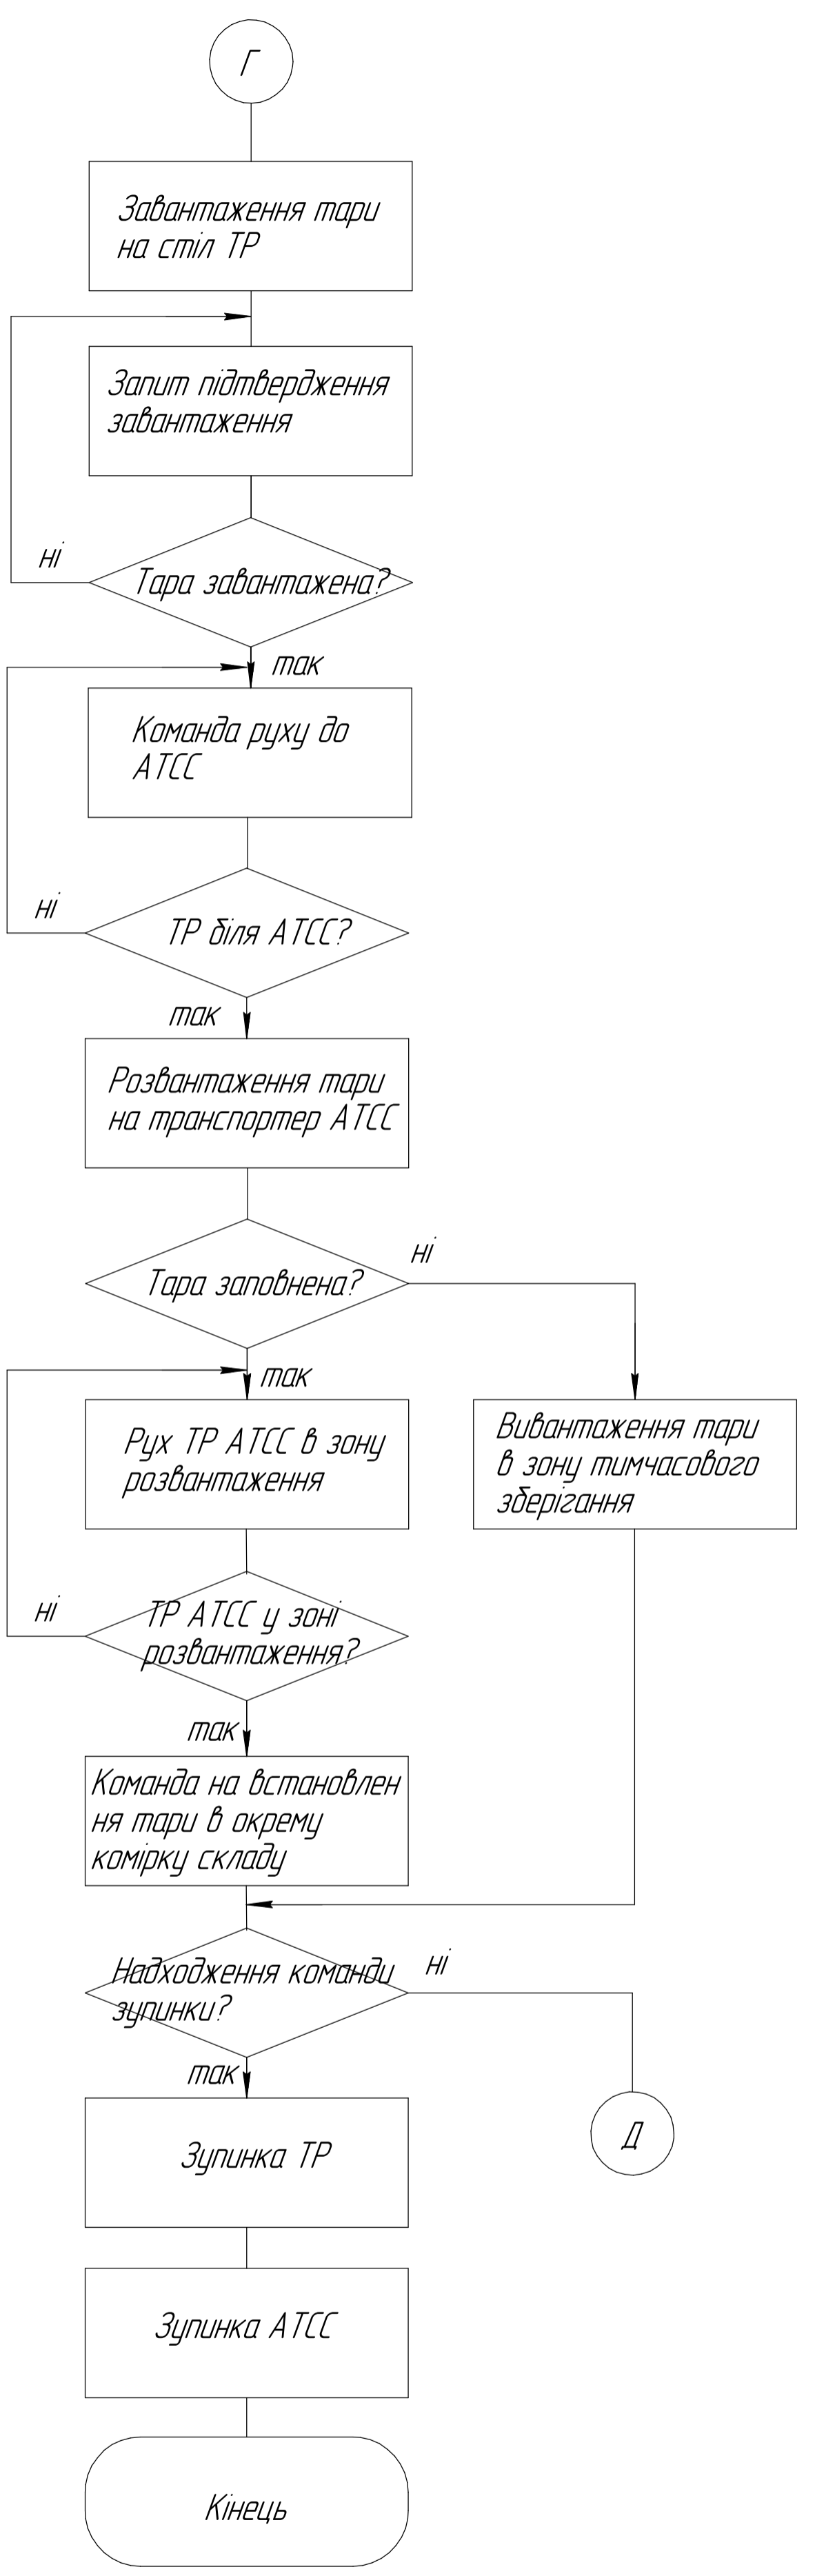 Г
Завантаження тари
на стіл ТР
Запит підтвердження
завантаження
ні
Тара завантажена?
так
Команда руху до
АТСС
ні
ТР біля АТСС?
так
Розвантаження тари
на транспортер АТСС
ні
Тара заповнена?
так
Рух ТР АТСС в зону
розвантаження
Вивантаження тари
в зону тимчасового
зберігання
ні
ТР АТСС у зоні
розвантаження?
так
Команда на встановлен
ня тари в окрему
комірку складу
Надходження команди
зупинки?
ні
так
Зупинка ТР
Д
Зупинка АТСС
Кінець